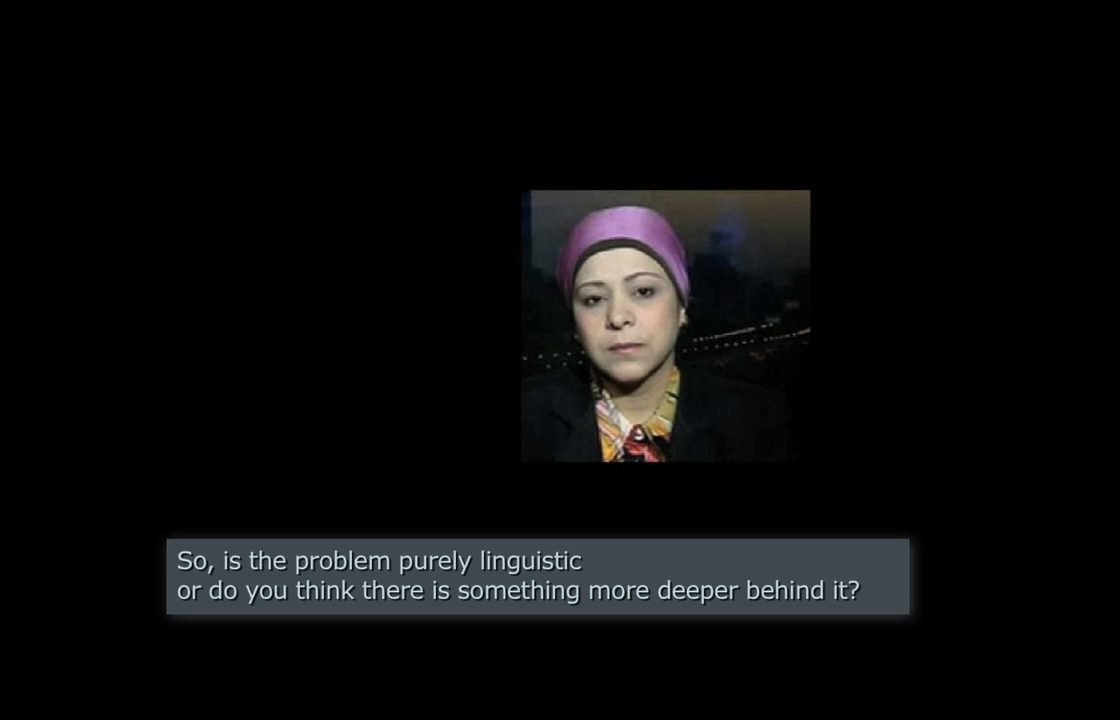 So, is the problem purely linguistic
or do you think there is something more deeper behind it?